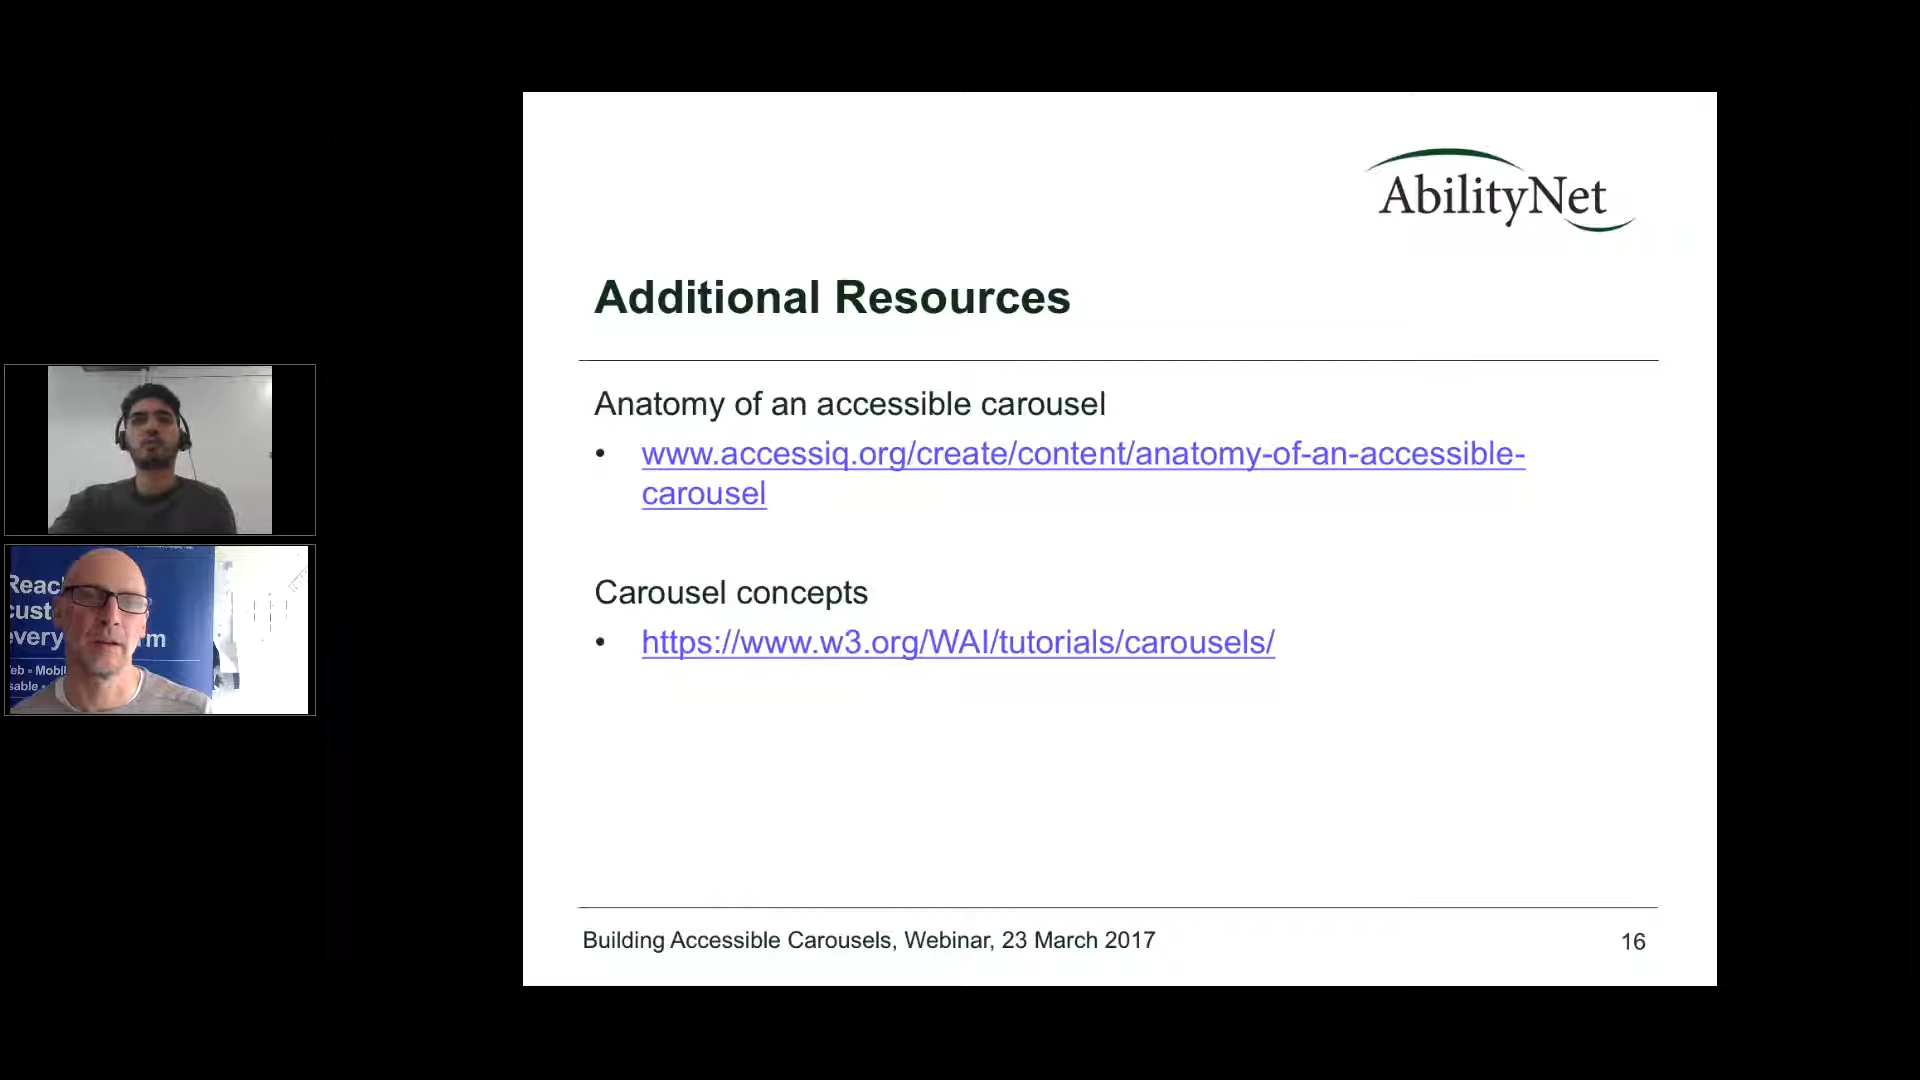 AbilityNet
Additional Resources
Anatomy of an accessible carousel
• www.accessiq.org/create/content/anatomy-of-an-accessible-
carousel
Carousel concepts
• https://www.w3.org/WAI/tutorials/carousels/
Building Accessible Carousels, Webinar, 23 March 2017
16